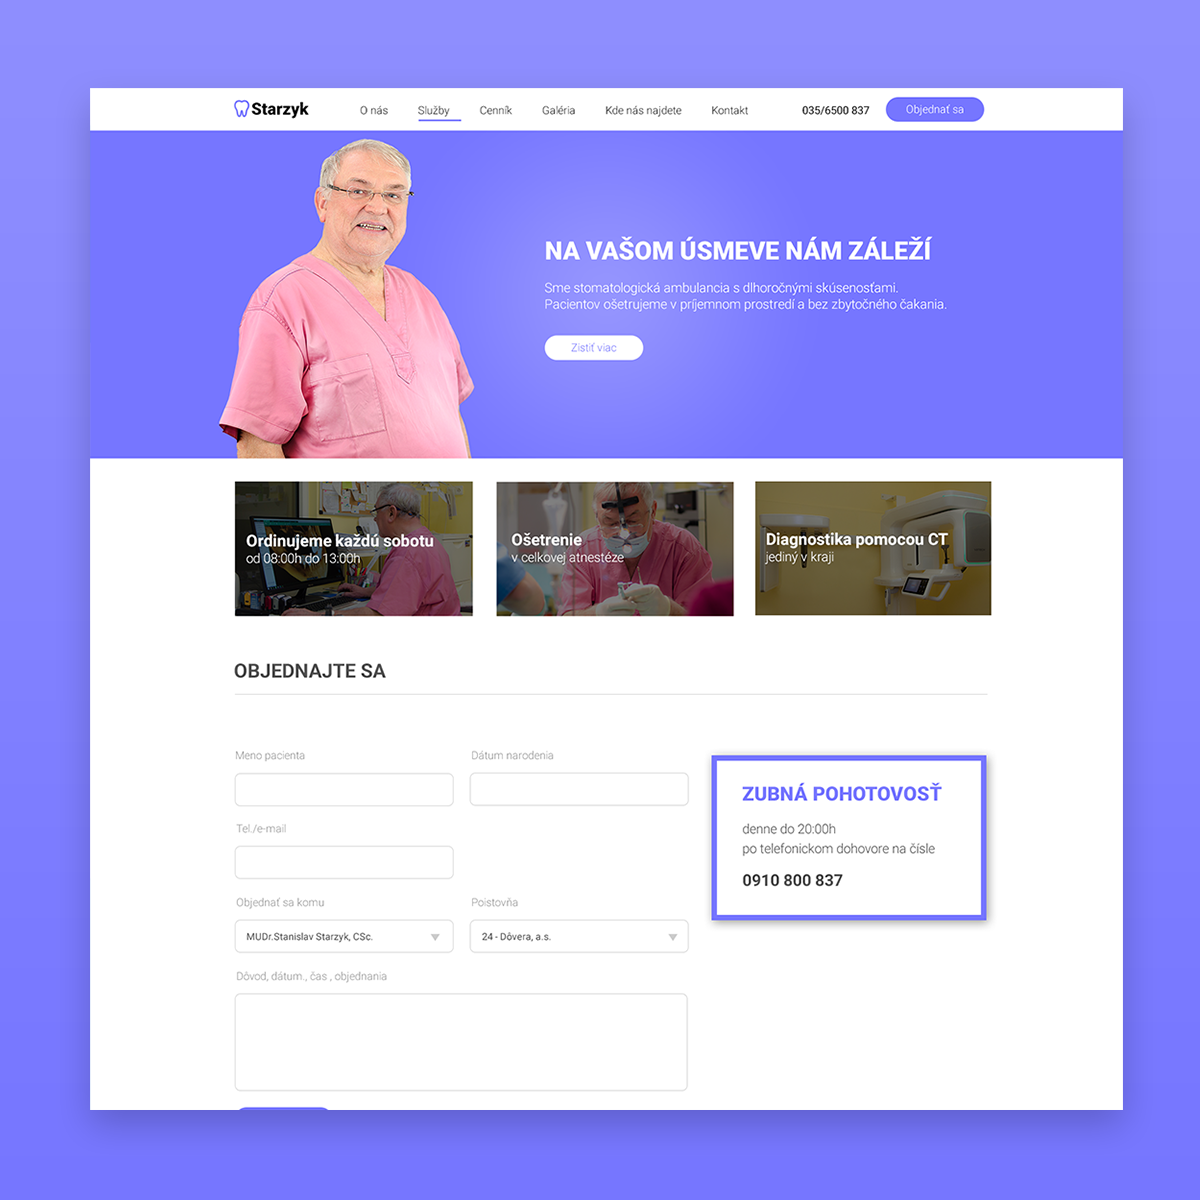 Starzyk
O nás
Služby
Cenník
Galéria
Kde nás najdete
Kontakt
035/6500 837
Objednať sa
NA VAŠOM ÚSMEVE NÁM ZÁLEŽÍ
Sme stomatologická ambulancia s dlhoročnými skúsenosťami.
Pacientov ošetrujeme v príjemnom prostredí a bez zbytočného čakania.
Zistiť viac
Ordinujeme každú sobotu
od 08:00h do 13:00h
Ošetrenie
v celkovej atnestéze
Diagnostika pomocou CT
jediný v kraji
OBJEDNAJTE SA
Meno pacienta
Dátum narodenia
Tel./e-mail
Objednať sa komu
Poistovňa
MUDr.Stanislav Starzyk, CSc.
24 - Dôvera, a.s.
Dôvod, dátum., čas , objednania
ZUBNÁ POHOTOVOSŤ
denne do 20:00h
po telefonickom dohovore na čísle
0910 800 837